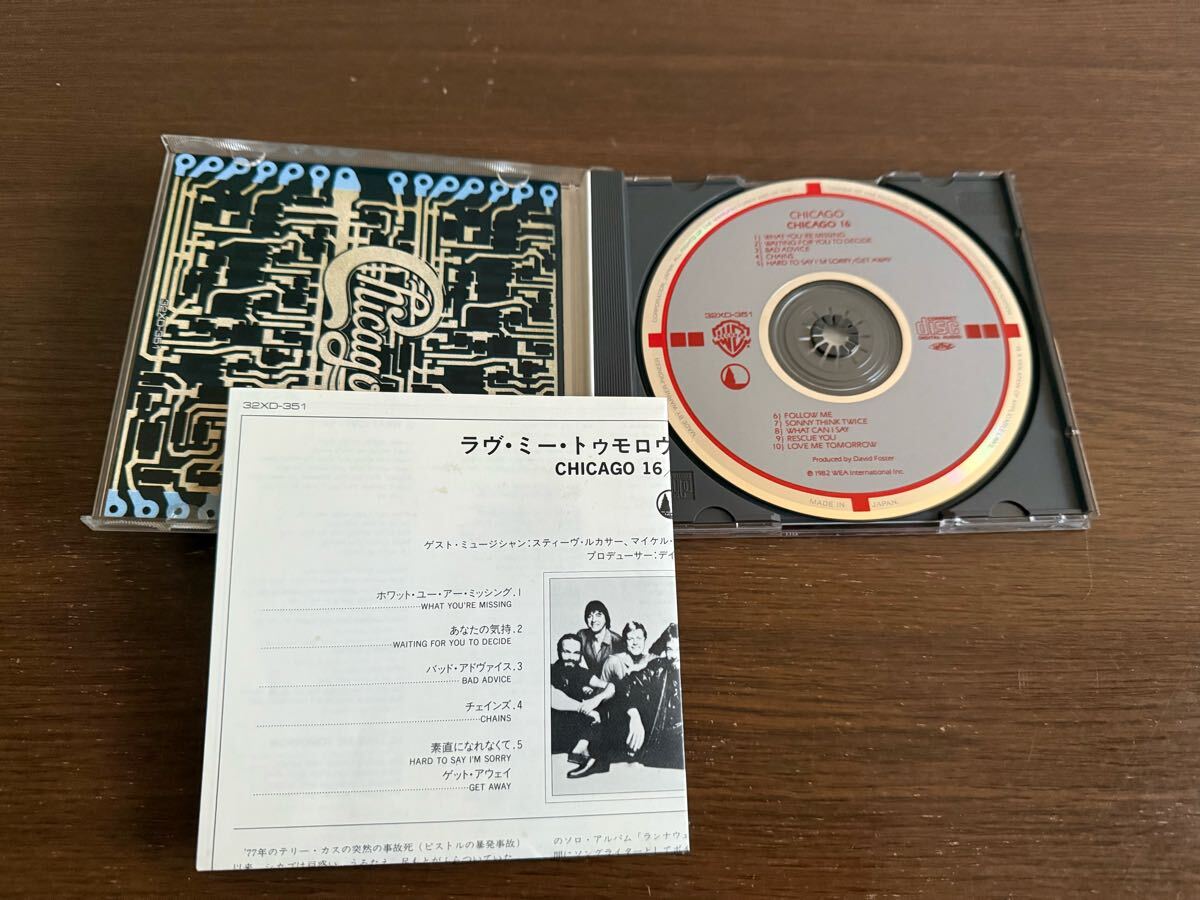 32XD-351
Chicago
CHICAGO
CHICAGO 16
1) WHAT YOU'RE MISSING
2) WAITING FOR YOU TO DECIDE
3) BAD ADVICE
4) CHAINS
5) HARD TO SAY I'M SORRY/GET AWAY
32XD-351
COMPACT
disc
DIGITAL AUDIO
6) FOLLOW ME
7) SONNY THINK TWICE
8) WHAT CAN I SAY
9) RESCUE YOU
10) LOVE ME TOMORROW
Produced by David Foster
℗ 1982 WEA International Inc.
MADE IN JAPAN
32XD-351
ラヴ・ミー・トゥモロウ
CHICAGO 16
ゲスト・ミュージシャン:スティーヴ・ルカサー、マイケル・
プロデューサー:デイ
ホワット・ユー・アー・ミッシング.1
WHAT YOU'RE MISSING
あなたの気持.2
WAITING FOR YOU TO DECIDE
バッド・アドヴァイス.3
BAD ADVICE
チェインズ.4
CHAINS
素直になれなくて.5
HARD TO SAY I'M SORRY
ゲット・アウェイ
GET AWAY
'77年のテリー・カスの突然の事故死(ピストルの暴発事故)
のソロ・アルバム「ランナウェ